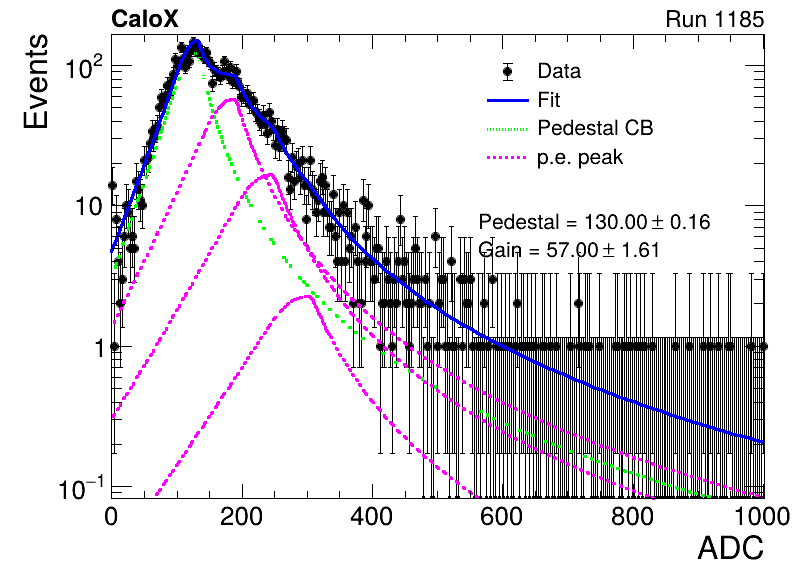 CaloX Run 1185
Events
Data
Fit
Pedestal CB
p.e. peak
Pedestal = 130.00 ± 0.16
Gain = 57.00 ± 1.61
10²
10
1
10⁻¹
0 200 400 600 800 1000
ADC